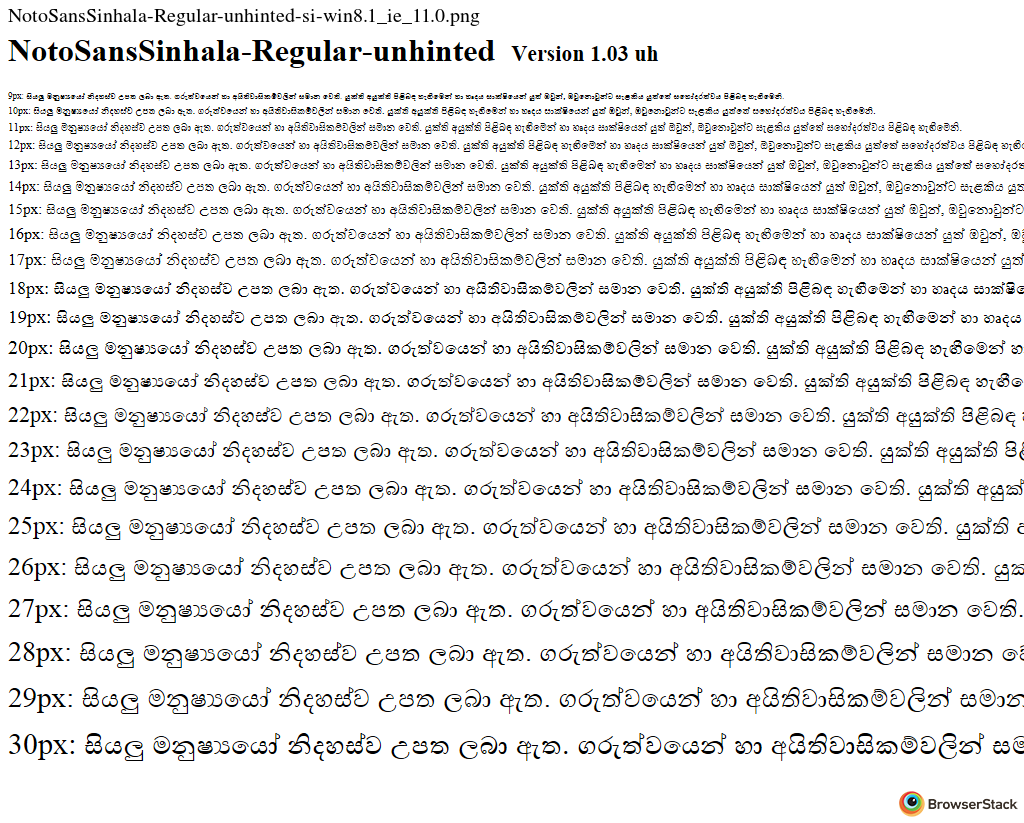 NotoSansSinhala-Regular-unhinted-si-win8.1_ie_11.0.png
NotoSansSinhala-Regular-unhinted Version 1.03 uh
9px: සියලු මනුෂ්‍යයෝ නිදහස්ව උපත ලබා ඇත. ගරුත්වයෙන් හා අයිතිවාසිකම්වලින් සමාන වෙති. යුක්ති අයුක්ති පිළිබඳ හැඟීමෙන් හා හෘදය සාක්ෂියෙන් යුත් ඔවුන්, ඔවුනොවුන්ට සැළකිය යුත්තේ සහෝදරත්වය පිළිබඳ හැඟීමෙනි.
10px: සියලු මනුෂ්‍යයෝ නිදහස්ව උපත ලබා ඇත. ගරුත්වයෙන් හා අයිතිවාසිකම්වලින් සමාන වෙති. යුක්ති අයුක්ති පිළිබඳ හැඟීමෙන් හා හෘදය සාක්ෂියෙන් යුත් ඔවුන්, ඔවුනොවුන්ට සැළකිය යුත්තේ සහෝදරත්වය පිළිබඳ හැඟීමෙනි.
11px: සියලු මනුෂ්‍යයෝ නිදහස්ව උපත ලබා ඇත. ගරුත්වයෙන් හා අයිතිවාසිකම්වලින් සමාන වෙති. යුක්ති අයුක්ති පිළිබඳ හැඟීමෙන් හා හෘදය සාක්ෂියෙන් යුත් ඔවුන්, ඔවුනොවුන්ට සැළකිය යුත්තේ සහෝදරත්වය පිළිබඳ හැඟීමෙනි.
12px: සියලු මනුෂ්‍යයෝ නිදහස්ව උපත ලබා ඇත. ගරුත්වයෙන් හා අයිතිවාසිකම්වලින් සමාන වෙති. යුක්ති අයුක්ති පිළිබඳ හැඟීමෙන් හා හෘදය සාක්ෂියෙන් යුත් ඔවුන්, ඔවුනොවුන්ට සැළකිය යුත්තේ සහෝදරත්වය පිළිබඳ
13px: සියලු මනුෂ්‍යයෝ නිදහස්ව උපත ලබා ඇත. ගරුත්වයෙන් හා අයිතිවාසිකම්වලින් සමාන වෙති. යුක්ති අයුක්ති පිළිබඳ හැඟීමෙන් හා හෘදය සාක්ෂියෙන් යුත් ඔවුන්, ඔවුනොවුන්ට සැළකිය යුත්තේ
14px: සියලු මනුෂ්‍යයෝ නිදහස්ව උපත ලබා ඇත. ගරුත්වයෙන් හා අයිතිවාසිකම්වලින් සමාන වෙති. යුක්ති අයුක්ති පිළිබඳ හැඟීමෙන් හා හෘදය සාක්ෂියෙන් යුත් ඔවුන්, ඔවුනොවුන්ට සැළකිය
15px: සියලු මනුෂ්‍යයෝ නිදහස්ව උපත ලබා ඇත. ගරුත්වයෙන් හා අයිතිවාසිකම්වලින් සමාන වෙති. යුක්ති අයුක්ති පිළිබඳ හැඟීමෙන් හා හෘදය සාක්ෂියෙන් යුත් ඔවුන්, ඔවුනොවුන්ට
16px: සියලු මනුෂ්‍යයෝ නිදහස්ව උපත ලබා ඇත. ගරුත්වයෙන් හා අයිතිවාසිකම්වලින් සමාන වෙති. යුක්ති අයුක්ති පිළිබඳ හැඟීමෙන් හා හෘදය සාක්ෂියෙන් යුත් ඔවුන්,
17px: සියලු මනුෂ්‍යයෝ නිදහස්ව උපත ලබා ඇත. ගරුත්වයෙන් හා අයිතිවාසිකම්වලින් සමාන වෙති. යුක්ති අයුක්ති පිළිබඳ හැඟීමෙන් හා හෘදය සාක්ෂියෙන් යුත්
18px: සියලු මනුෂ්‍යයෝ නිදහස්ව උපත ලබා ඇත. ගරුත්වයෙන් හා අයිතිවාසිකම්වලින් සමාන වෙති. යුක්ති අයුක්ති පිළිබඳ හැඟීමෙන් හා හෘදය
19px: සියලු මනුෂ්‍යයෝ නිදහස්ව උපත ලබා ඇත. ගරුත්වයෙන් හා අයිතිවාසිකම්වලින් සමාන වෙති. යුක්ති අයුක්ති පිළිබඳ හැඟීමෙන් හා හෘදය
20px: සියලු මනුෂ්‍යයෝ නිදහස්ව උපත ලබා ඇත. ගරුත්වයෙන් හා අයිතිවාසිකම්වලින් සමාන වෙති. යුක්ති අයුක්ති පිළිබඳ හැඟීමෙන්
21px: සියලු මනුෂ්‍යයෝ නිදහස්ව උපත ලබා ඇත. ගරුත්වයෙන් හා අයිතිවාසිකම්වලින් සමාන වෙති. යුක්ති අයුක්ති පිළිබඳ
22px: සියලු මනුෂ්‍යයෝ නිදහස්ව උපත ලබා ඇත. ගරුත්වයෙන් හා අයිතිවාසිකම්වලින් සමාන වෙති. යුක්ති අයුක්ති පිළිබඳ
23px: සියලු මනුෂ්‍යයෝ නිදහස්ව උපත ලබා ඇත. ගරුත්වයෙන් හා අයිතිවාසිකම්වලින් සමාන වෙති. යුක්ති අයුක්ති
24px: සියලු මනුෂ්‍යයෝ නිදහස්ව උපත ලබා ඇත. ගරුත්වයෙන් හා අයිතිවාසිකම්වලින් සමාන වෙති. යුක්ති
25px: සියලු මනුෂ්‍යයෝ නිදහස්ව උපත ලබා ඇත. ගරුත්වයෙන් හා අයිතිවාසිකම්වලින් සමාන වෙති. යුක්ති
26px: සියලු මනුෂ්‍යයෝ නිදහස්ව උපත ලබා ඇත. ගරුත්වයෙන් හා අයිතිවාසිකම්වලින් සමාන වෙති.
27px: සියලු මනුෂ්‍යයෝ නිදහස්ව උපත ලබා ඇත. ගරුත්වයෙන් හා අයිතිවාසිකම්වලින් සමාන වෙති.
28px: සියලු මනුෂ්‍යයෝ නිදහස්ව උපත ලබා ඇත. ගරුත්වයෙන් හා අයිතිවාසිකම්වලින් සමාන
29px: සියලු මනුෂ්‍යයෝ නිදහස්ව උපත ලබා ඇත. ගරුත්වයෙන් හා අයිතිවාසිකම්වලින් සමාන
30px: සියලු මනුෂ්‍යයෝ නිදහස්ව උපත ලබා ඇත. ගරුත්වයෙන් හා අයිතිවාසිකම්වලින්
BrowserStack